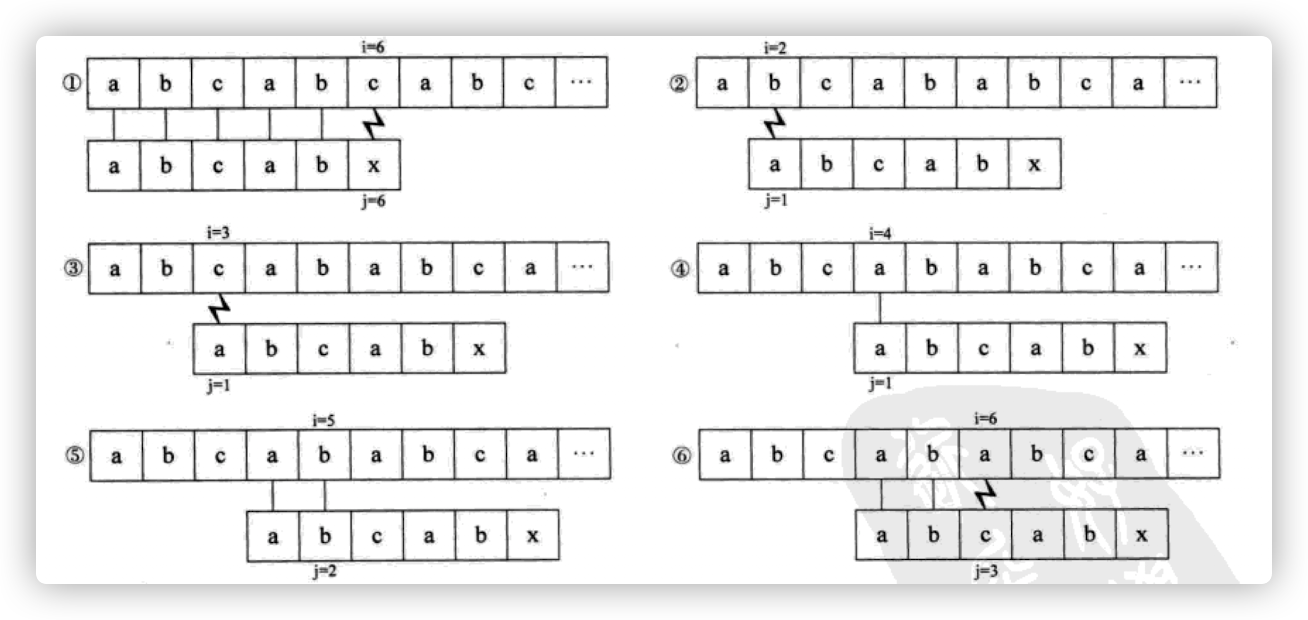 i=6
① a b c a b c a b c ...
a b c a b x
j=6
i=2
② a b c a b a b c a ...
a b c a b x
j=1
i=3
③ a b c a b a b c a ...
a b c a b x
j=1
i=4
④ a b c a b a b c a ...
a b c a b x
j=1
i=5
⑤ a b c a b a b c a ...
a b c a b x
j=2
i=6
⑥ a b c a b a b c a ...
a b c a b x
j=3